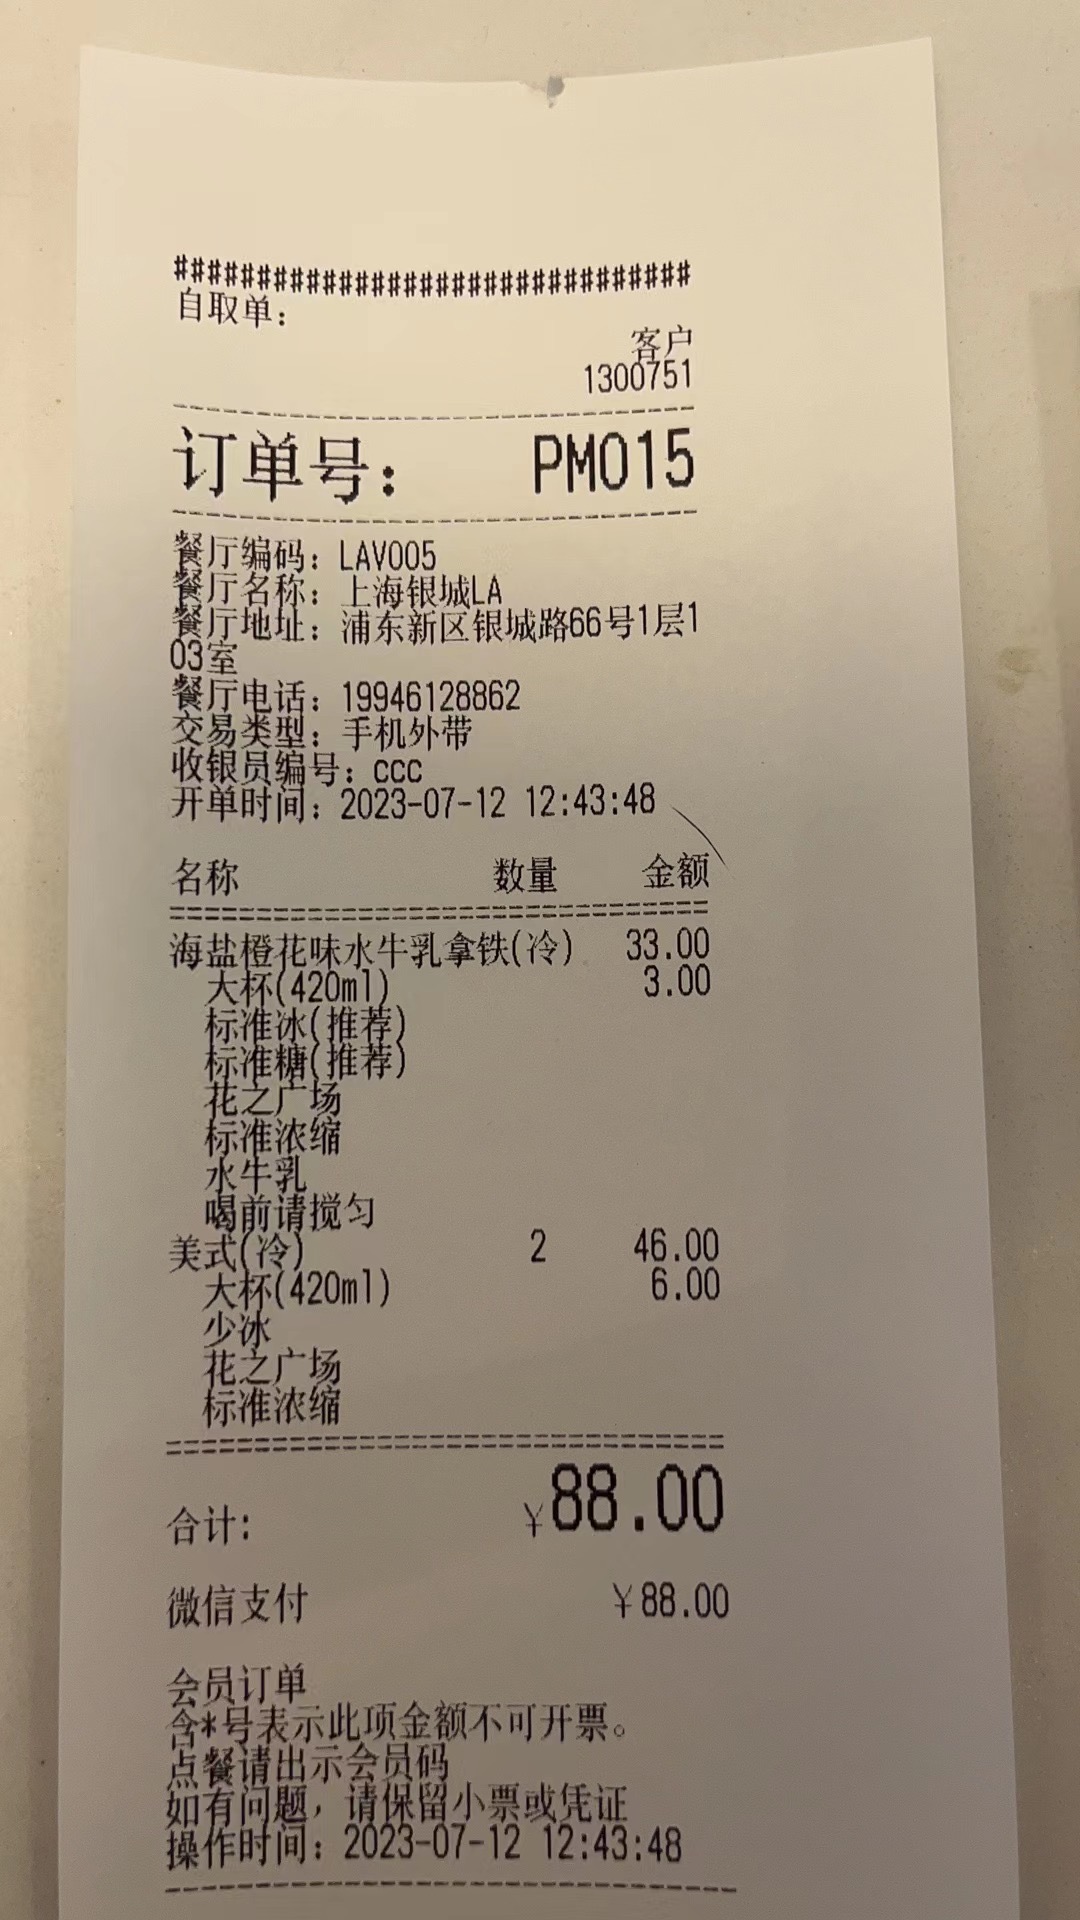 ################################
自取单：
客户
1300751
订单号： PM015
餐厅编码：LAV005
餐厅名称：上海银城LA
餐厅地址：浦东新区银城路66号1层1
03室
餐厅电话：19946128862
交易类型：手机外带
收银员编号：ccc
开单时间：2023-07-12 12:43:48
名称 数量 金额
海盐橙花味水牛乳拿铁(冷) 33.00
大杯(420ml) 3.00
标准冰(推荐)
标准糖(推荐)
花之广场
标准浓缩
水牛乳
喝前请搅匀
美式(冷) 2 46.00
大杯(420ml) 6.00
少冰
花之广场
标准浓缩
合计: ￥88.00
微信支付 ￥88.00
会员订单
含*号表示此项金额不可开票。
点餐请出示会员码
如有问题，请保留小票或凭证
操作时间：2023-07-12 12:43:48